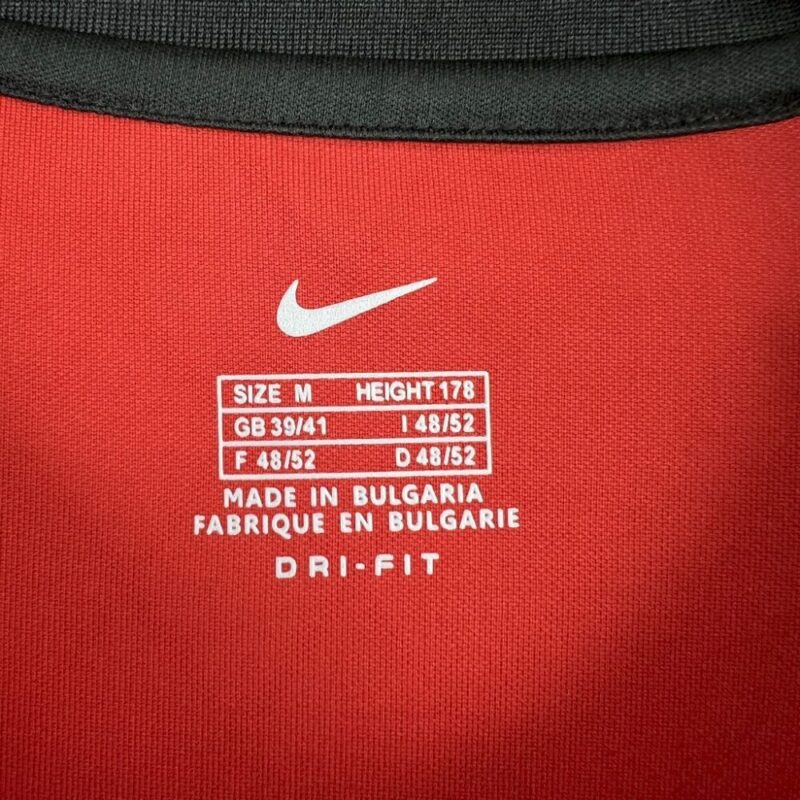 SIZE M HEIGHT 178
GB 39/41 I 48/52
F 48/52 D 48/52
MADE IN BULGARIA
FABRIQUE EN BULGARIE
DRI-FIT